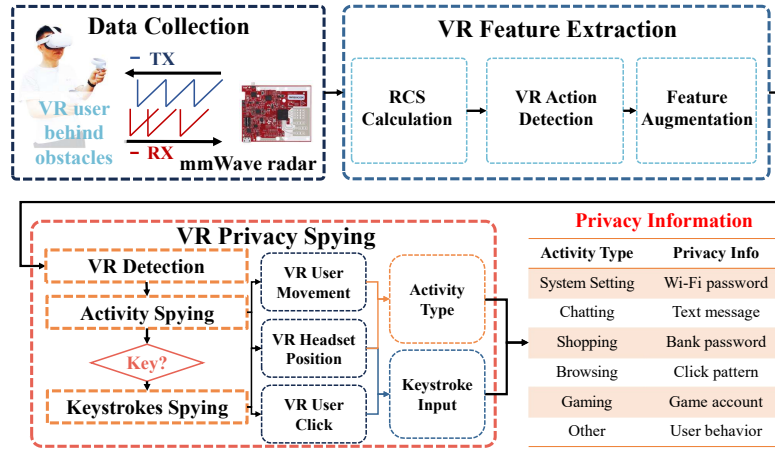 Data Collection
– TX
VR user
behind
obstacles
– RX
mmWave radar
VR Feature Extraction
RCS
Calculation
VR Action
Detection
Feature
Augmentation
VR Privacy Spying
VR Detection
Activity Spying
Key?
Keystrokes Spying
VR User
Movement
VR Headset
Position
VR User
Click
Activity
Type
Keystroke
Input
Privacy Information
Activity Type Privacy Info
System Setting Wi-Fi password
Chatting Text message
Shopping Bank password
Browsing Click pattern
Gaming Game account
Other User behavior